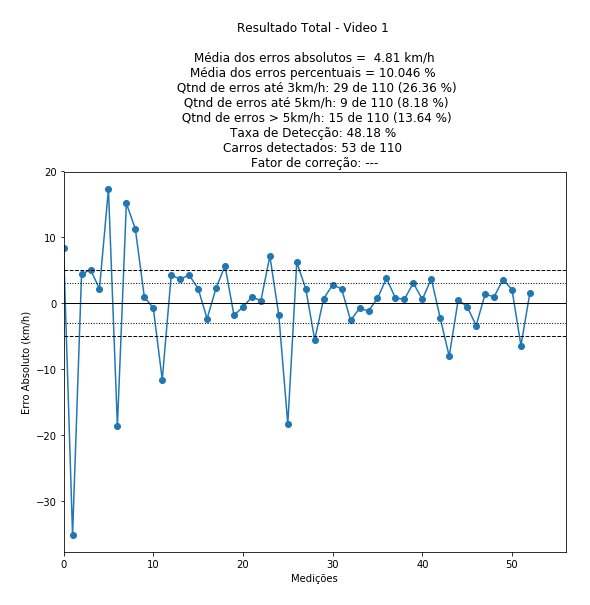 Resultado Total - Video 1
Média dos erros absolutos =  4.81 km/h
Média dos erros percentuais = 10.046 %
Qtnd de erros até 3km/h: 29 de 110 (26.36 %)
Qtnd de erros até 5km/h: 9 de 110 (8.18 %)
Qtnd de erros > 5km/h: 15 de 110 (13.64 %)
Taxa de Detecção: 48.18 %
Carros detectados: 53 de 110
Fator de correção: ---
20
10
0
−10
−20
−30
Erro Absoluto (km/h)
0 10 20 30 40 50
Medições